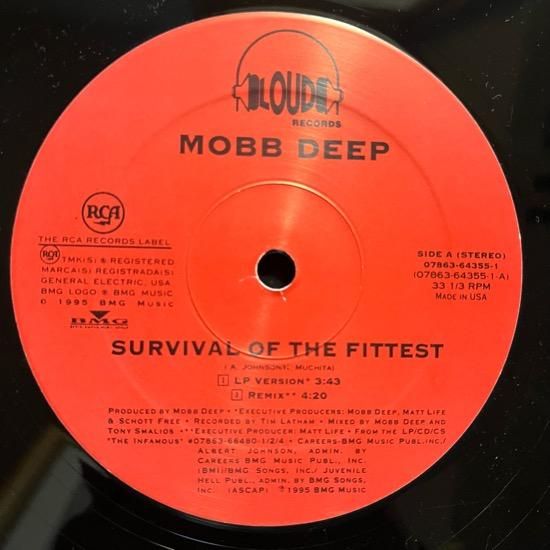 LOUD
RECORDS
MOBB DEEP
RCA
THE RCA RECORDS LABEL
RCA TMK(S) ® REGISTERED
MARCA(S) REGISTRADA(S)
GENERAL ELECTRIC, USA
BMG LOGO ® BMG MUSIC
© 1995 BMG MUSIC
BMG
SIDE A (STEREO)
07863-64355-1
(07863-64355-1-A)
33 1/3 RPM
MADE IN USA
SURVIVAL OF THE FITTEST
(A. JOHNSON/ MUCHITA)
1 LP VERSION* 3:43
2 REMIX** 4:20
PRODUCED BY MOBB DEEP • *EXECUTIVE PRODUCERS: MOBB DEEP, MATT LIFE
& SCHOTT FREE • RECORDED BY TIM LATHAM • MIXED BY MOBB DEEP AND
TONY SMALIOS • **EXECUTIVE PRODUCER: MATT LIFE • FROM THE LP/CD/CS
"THE INFAMOUS" #07863-66480-1/2/4 • CAREERS-BMG MUSIC PUBL.,INC./
ALBERT JOHNSON, ADMIN. BY
CAREERS BMG MUSIC PUBL., INC.
(BMI)/BMG SONGS, INC./ JUVENILE
HELL PUBL., ADMIN. BY BMG SONGS,
INC. (ASCAP) ℗ 1995 BMG MUSIC